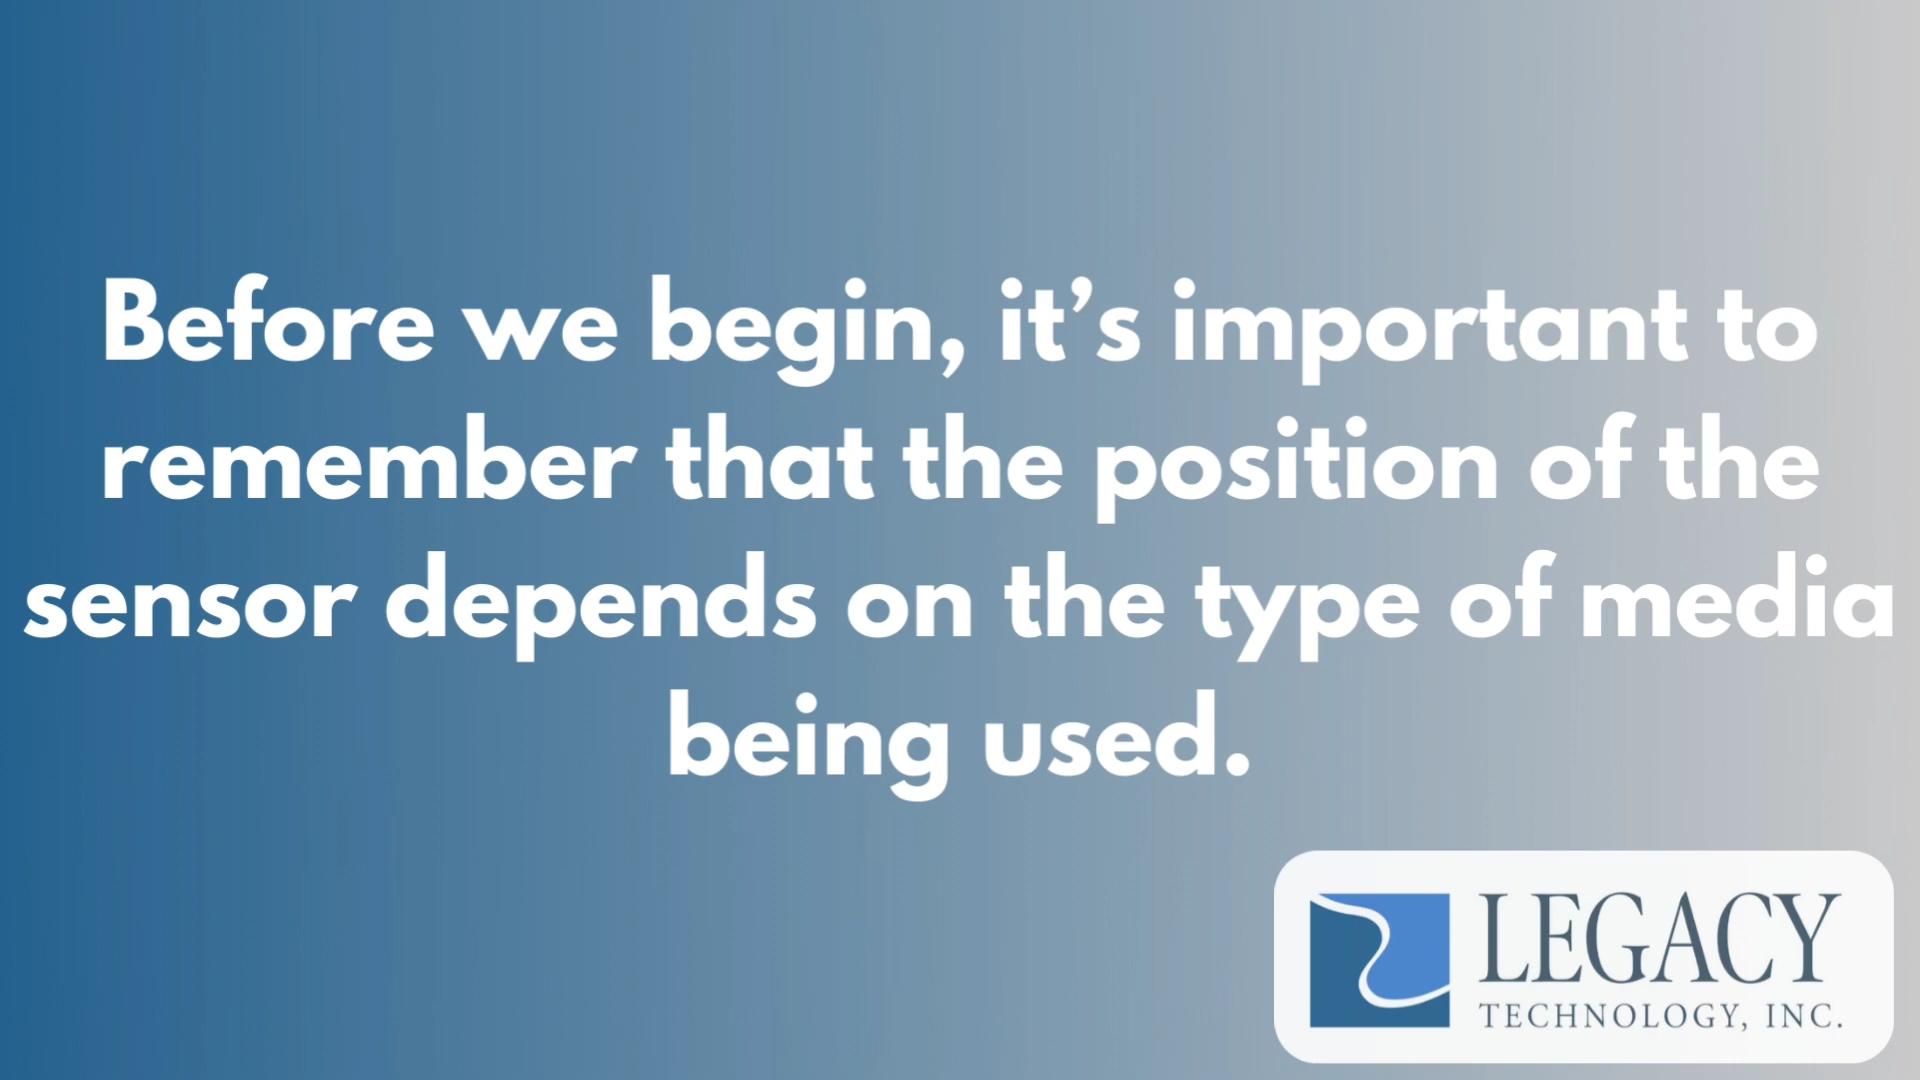 Before we begin, it’s important to
remember that the position of the
sensor depends on the type of media
being used.
LEGACY
TECHNOLOGY, INC.